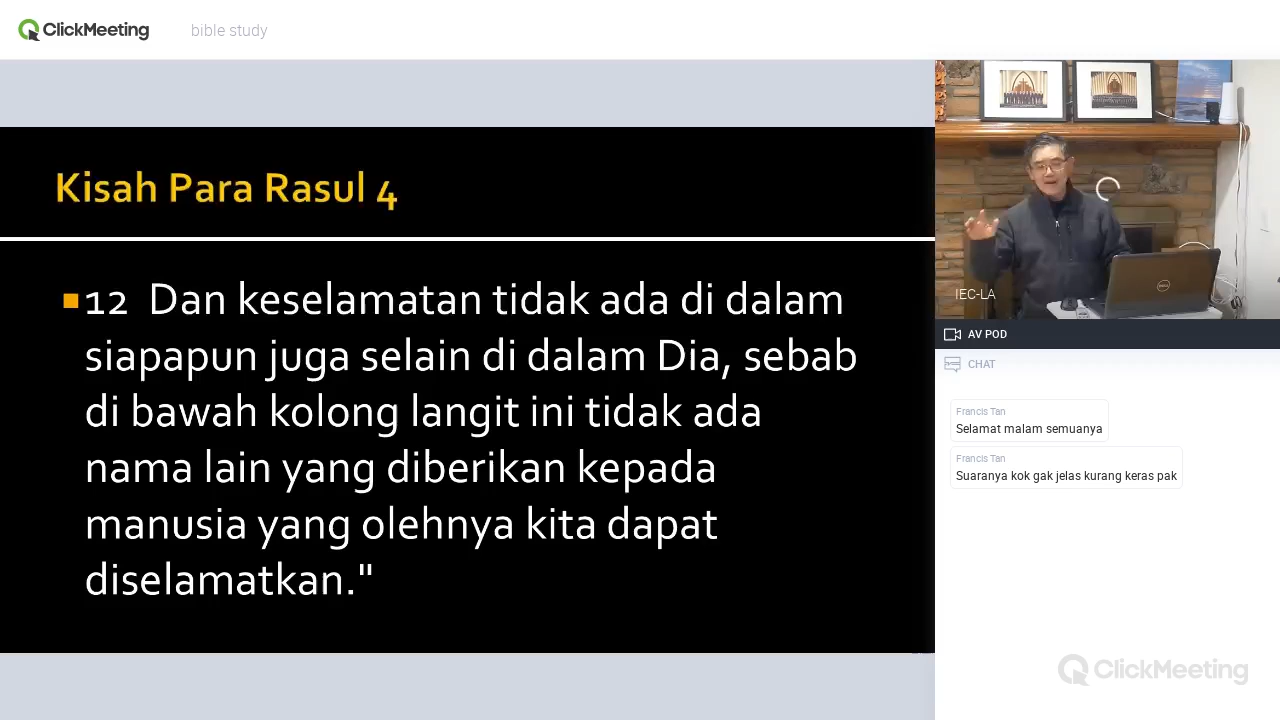 ClickMeeting bible study
Kisah Para Rasul 4
12 Dan keselamatan tidak ada di dalam
siapapun juga selain di dalam Dia, sebab
di bawah kolong langit ini tidak ada
nama lain yang diberikan kepada
manusia yang olehnya kita dapat
diselamatkan."
IEC-LA
AV POD
CHAT
Francis Tan
Selamat malam semuanya
Francis Tan
Suaranya kok gak jelas kurang keras pak
ClickMeeting